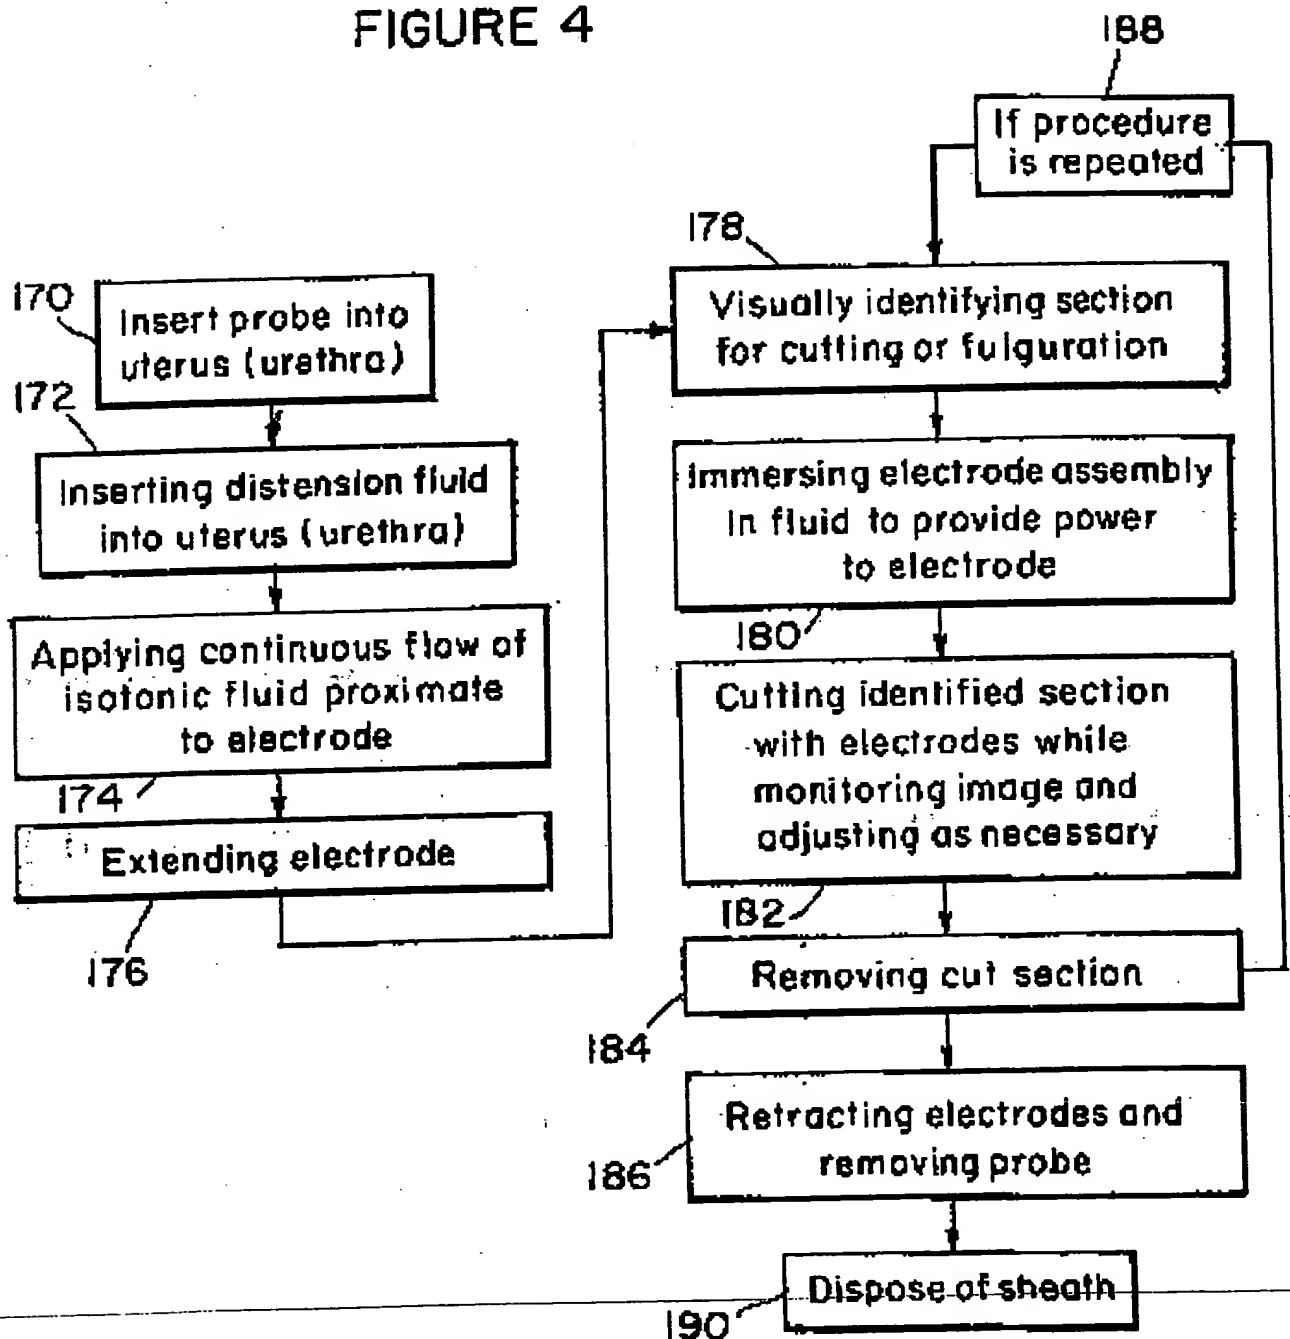 FIGURE 4
170
Insert probe into
uterus (urethra)
172
Inserting distension fluid
into uterus (urethra)
Applying continuous flow of
isotonic fluid proximate
to electrode
174
Extending electrode
176
188
If procedure
is repeated
178
Visually identifying section
for cutting or fulguration
Immersing electrode assembly
in fluid to provide power
to electrode
180
Cutting identified section
with electrodes while
monitoring image and
adjusting as necessary
182
Removing cut section
184
Retracting electrodes and
removing probe
186
Dispose of sheath
190